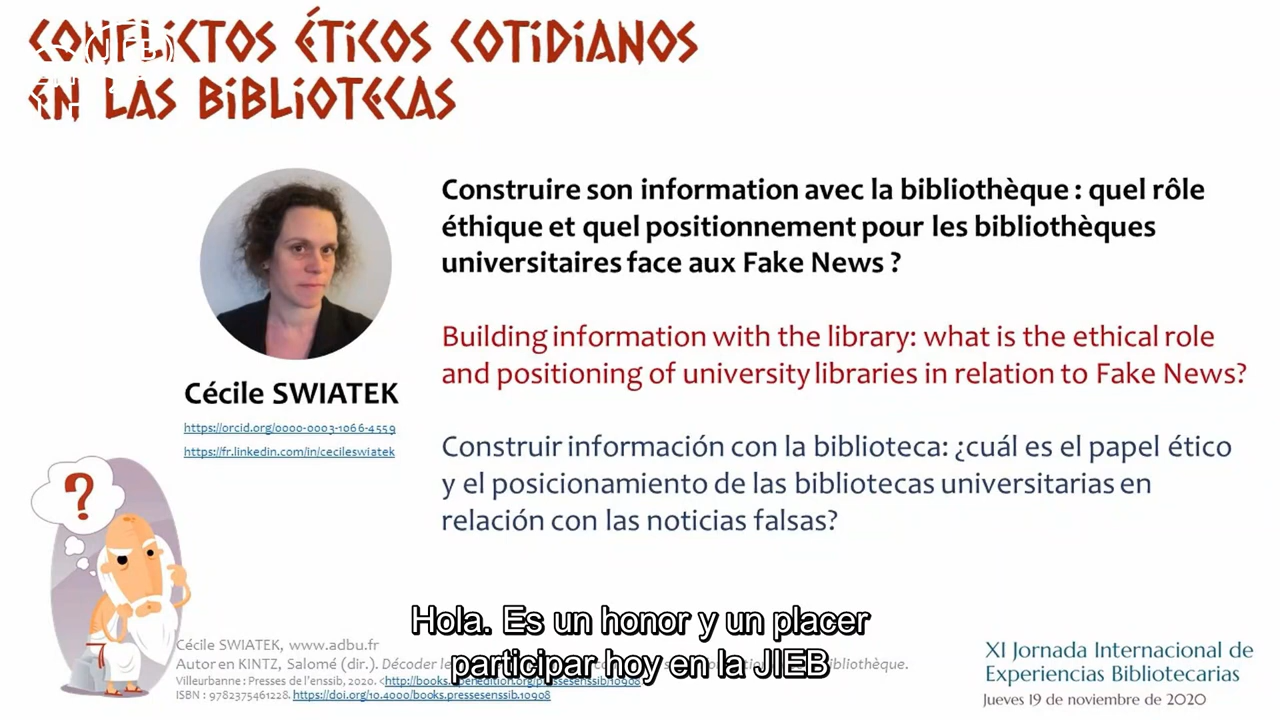 CONFLICTOS ÉTICOS COTIDIANOS
EN LAS BIBLIOTECAS
Construire son information avec la bibliothèque : quel rôle
éthique et quel positionnement pour les bibliothèques
universitaires face aux Fake News ?
Building information with the library: what is the ethical role
and positioning of university libraries in relation to Fake News?
Construir información con la biblioteca: ¿cuál es el papel ético
y el posicionamiento de las bibliotecas universitarias en
relación con las noticias falsas?
Cécile SWIATEK
https://orcid.org/0000-0003-1066-4559
https://fr.linkedin.com/in/cecileswiatek
?
Hola. Es un honor y un placer
participar hoy en la JIEB
Cécile SWIATEK, www.adbu.fr
Autor en KINTZ, Salomé (dir.). Décoder les bibliothèque.
Villeurbanne : Presses de l'enssib, 2020. <http://books.openedition.org/pressesenssib/10908
ISBN : 9782375461228. https://doi.org/10.4000/books.pressesenssib.10908
XI Jornada Internacional de
Experiencias Bibliotecarias
Jueves 19 de noviembre de 2020